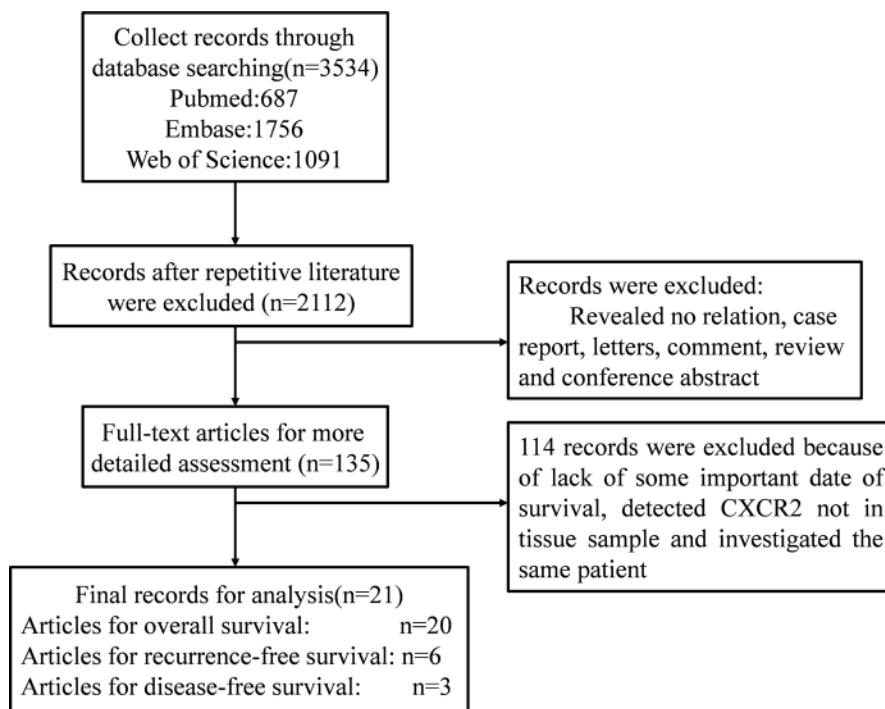 Collect records through
database searching(n=3534)
Pubmed:687
Embase:1756
Web of Science:1091
Records after repetitive literature
were excluded (n=2112)
Records were excluded:
Revealed no relation, case
report, letters, comment, review
and conference abstract
Full-text articles for more
detailed assessment (n=135)
114 records were excluded because
of lack of some important date of
survival, detected CXCR2 not in
tissue sample and investigated the
same patient
Final records for analysis(n=21)
Articles for overall survival: n=20
Articles for recurrence-free survival: n=6
Articles for disease-free survival: n=3